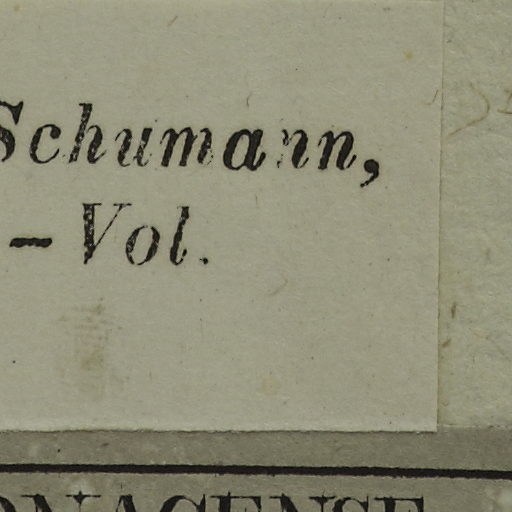 Schumann,
– Vol.